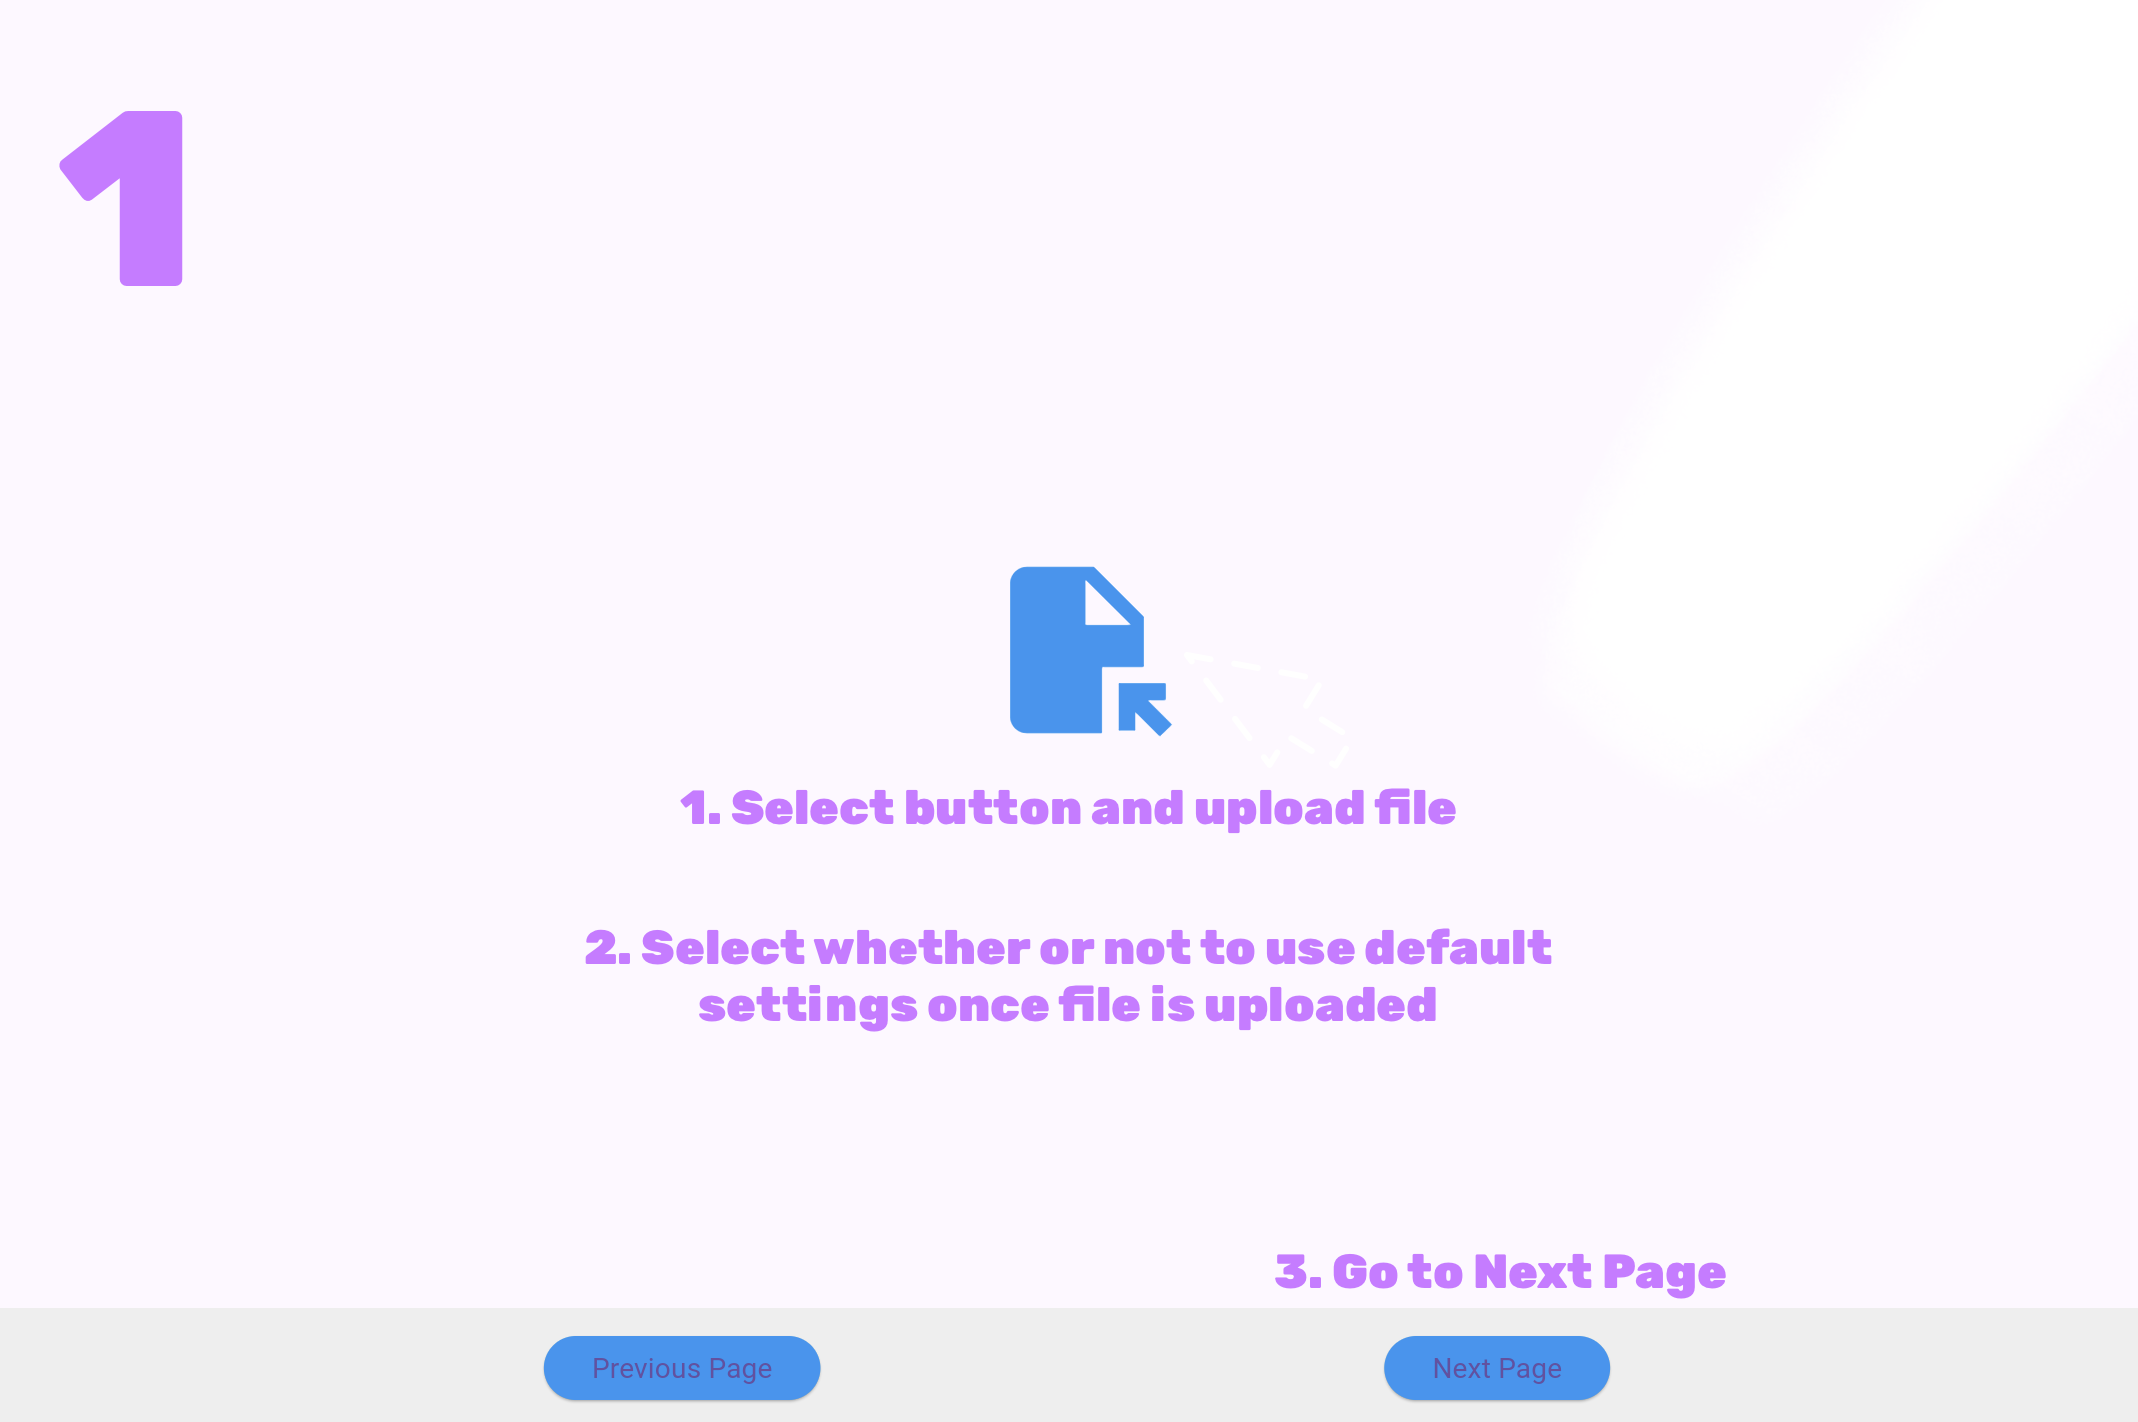 1
1. Select button and upload file
2. Select whether or not to use default
settings once file is uploaded
3. Go to Next Page
Previous Page
Next Page